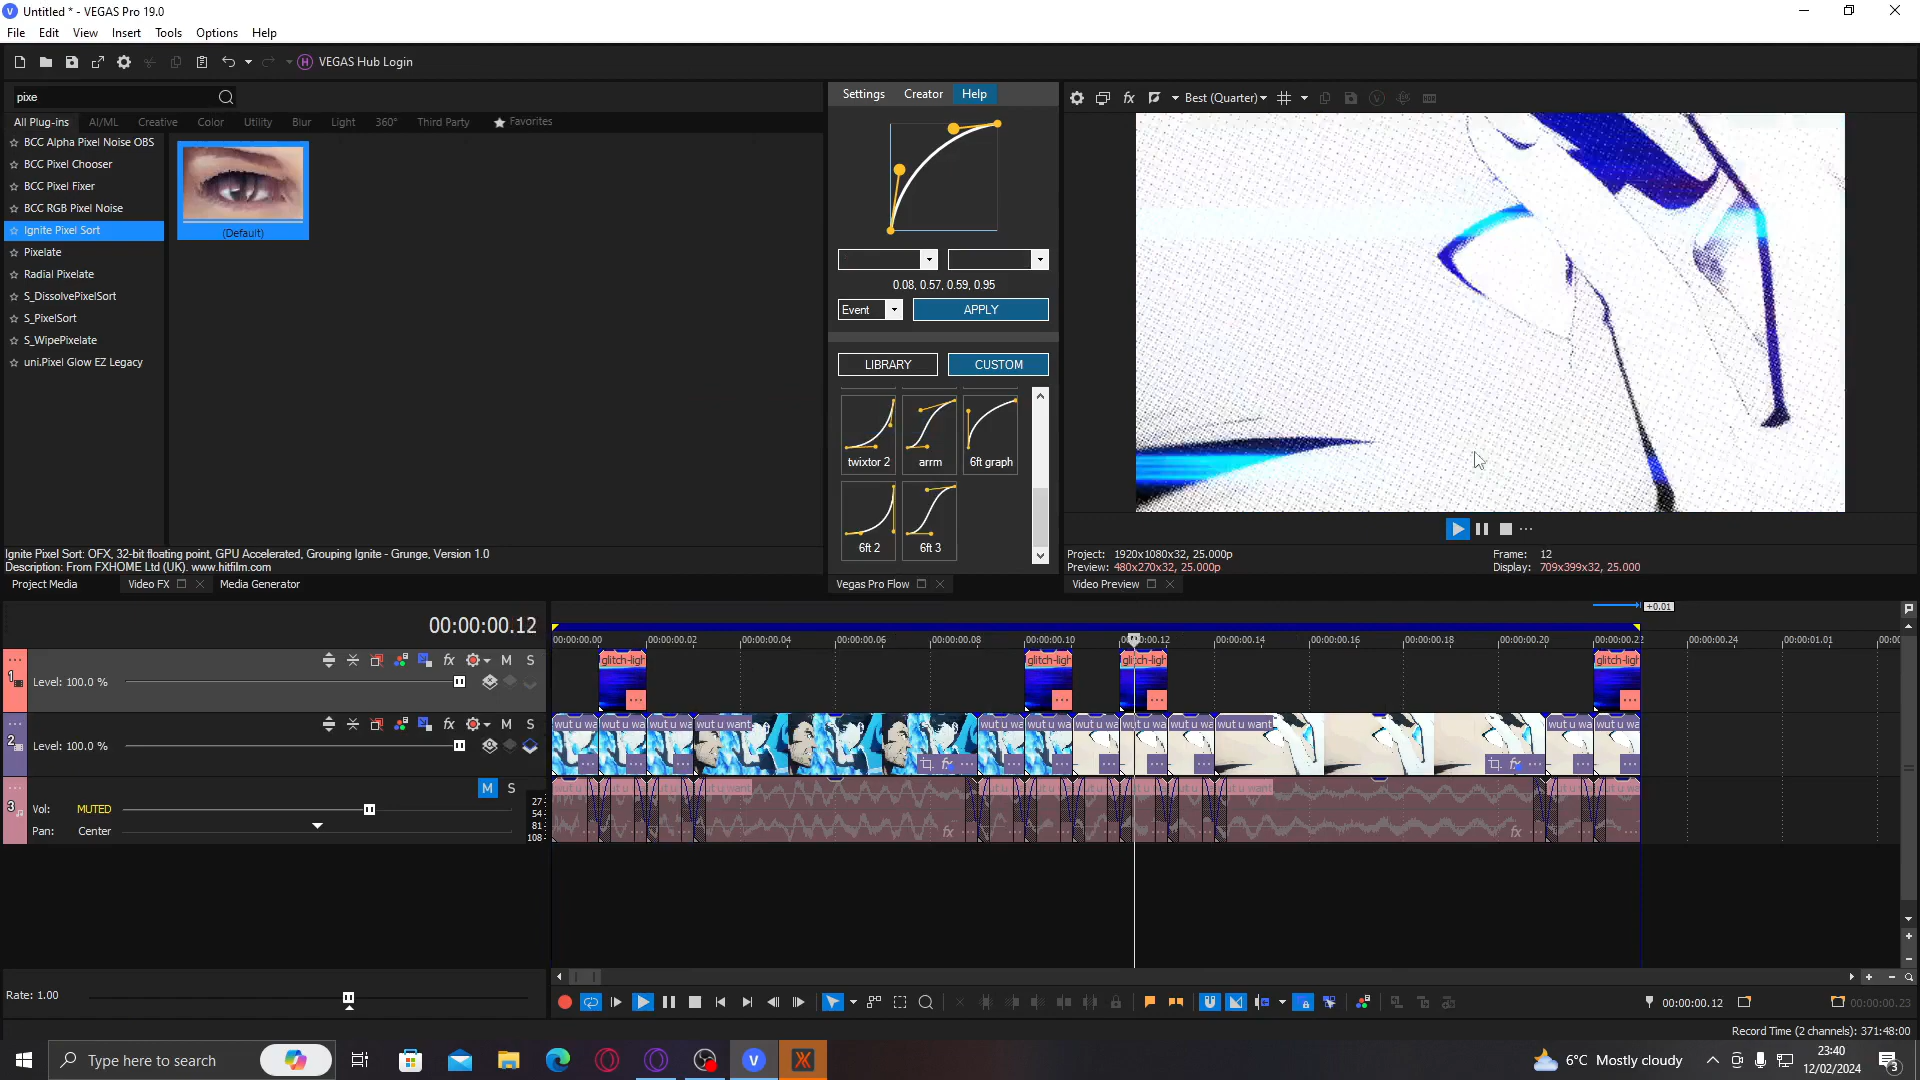 Untitled * - VEGAS Pro 19.0
File Edit View Insert Tools Options Help
VEGAS Hub Login
pixe
All Plug-ins AI/ML Creative Color Utility Blur Light 360° Third Party Favorites
BCC Alpha Pixel Noise OBS
BCC Pixel Chooser
BCC Pixel Fixer
BCC RGB Pixel Noise
Ignite Pixel Sort
Pixelate
Radial Pixelate
S_DissolvePixelSort
S_PixelSort
S_WipePixelate
uni.Pixel Glow EZ Legacy
(Default)
Ignite Pixel Sort: OFX, 32-bit floating point, GPU Accelerated, Grouping Ignite - Grunge, Version 1.0
Description: From FXHOME Ltd (UK). www.hitfilm.com
Project Media Video FX Media Generator
Settings Creator Help
0.08, 0.57, 0.59, 0.95
Event APPLY
LIBRARY CUSTOM
twixtor 2 arrm 6ft graph
6ft 2 6ft 3
Vegas Pro Flow
fx Best (Quarter)
Project: 1920x1080x32, 25.000p
Preview: 480x270x32, 25.000p
Frame: 12
Display: 709x399x32, 25.000
Video Preview
00:00:00.12
+0.01
00:00:00.00 00:00:00.02 00:00:00.04 00:00:00.06 00:00:00.08 00:00:00.10 00:00:00.12 00:00:00.14 00:00:00.16 00:00:00.18 00:00:00.20 00:00:00.22 00:00:00.24 00:00:01.01 00:00
1 fx M S
Level: 100.0 %
glitch-ligh glitch-ligh glitch-ligh glitch-ligh
2 fx M S
Level: 100.0 %
wut u wa wut u wa wut u wa wut u want wut u wa wut u wa wut u wa wut u wa wut u wa wut u want wut u wa wut u wa
3 M S
Vol: MUTED
Pan: Center
27
54
81
108
Rate: 1.00
00:00:00.12 00:00:00.23
Record Time (2 channels): 371:48:00
Type here to search
6°C Mostly cloudy
23:40
12/02/2024
3